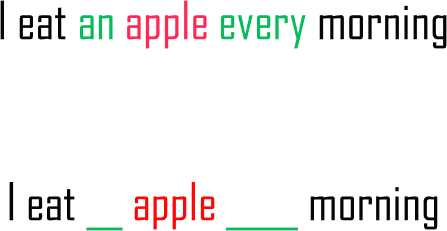 I eat an apple every morning
I eat __ apple ____ morning